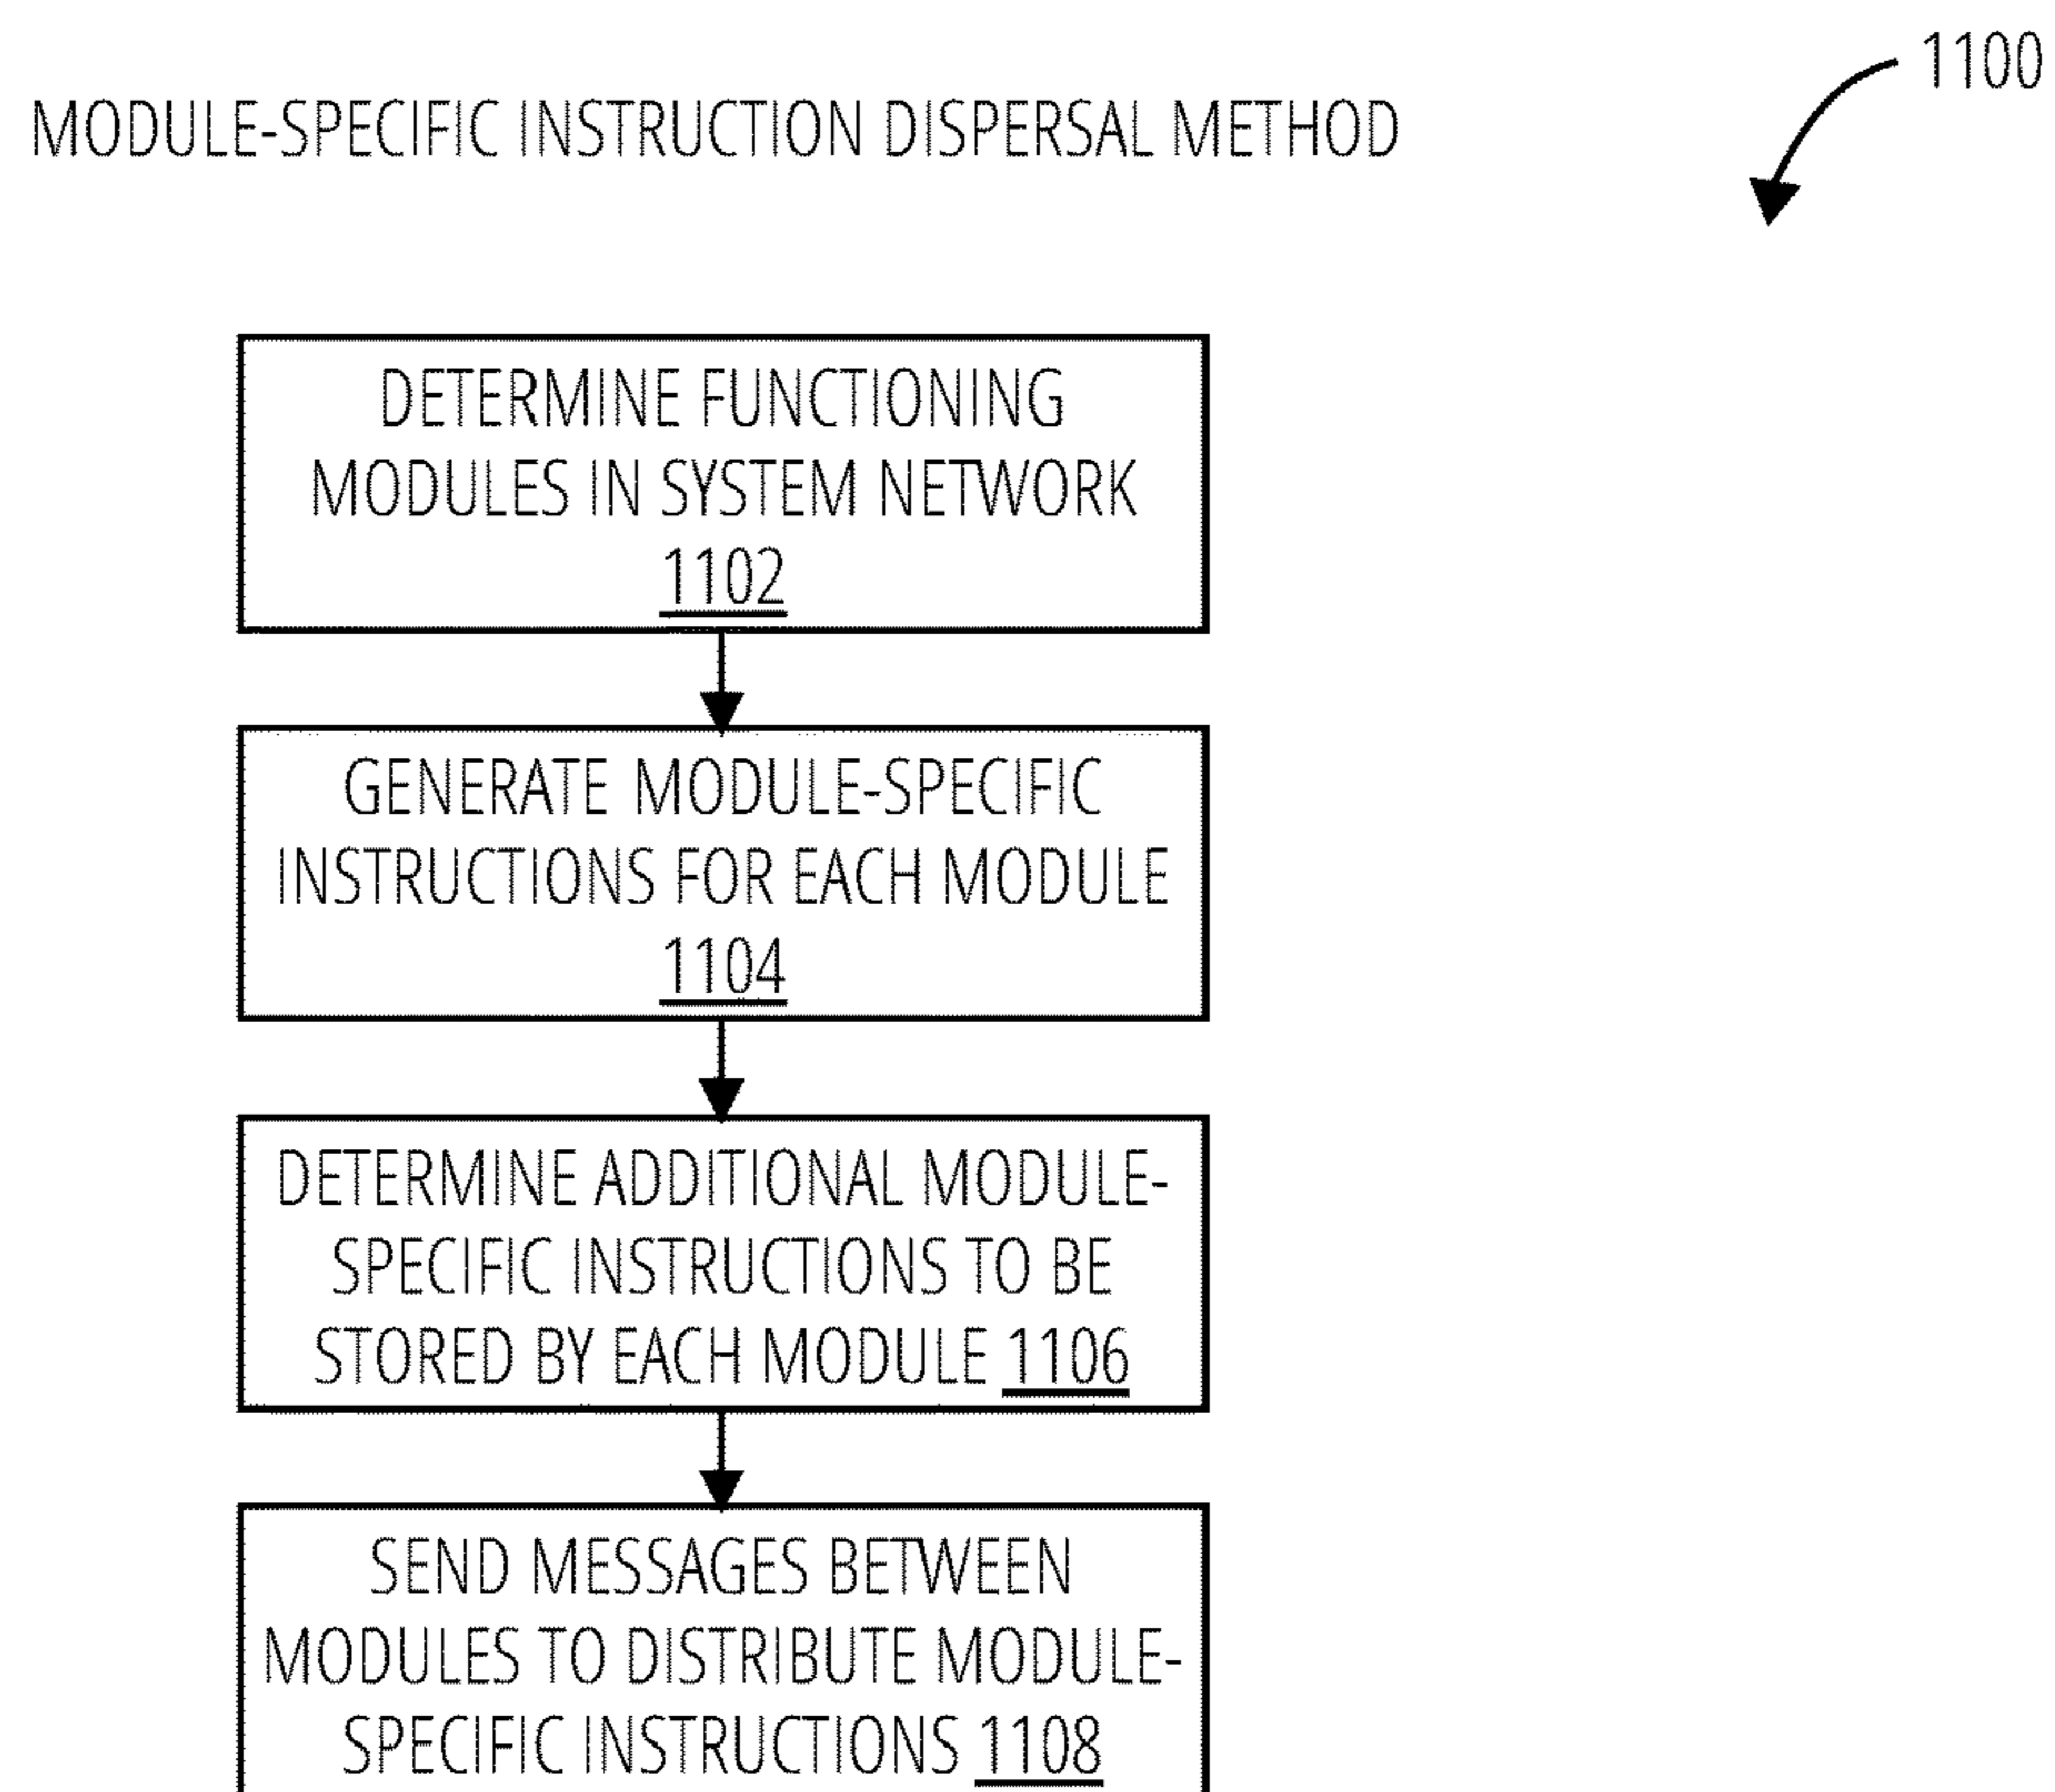 1100
MODULE-SPECIFIC INSTRUCTION DISPERSAL METHOD
DETERMINE FUNCTIONING
MODULES IN SYSTEM NETWORK
1102
GENERATE MODULE-SPECIFIC
INSTRUCTIONS FOR EACH MODULE
1104
DETERMINE ADDITIONAL MODULE-
SPECIFIC INSTRUCTIONS TO BE
STORED BY EACH MODULE 1106
SEND MESSAGES BETWEEN
MODULES TO DISTRIBUTE MODULE-
SPECIFIC INSTRUCTIONS 1108